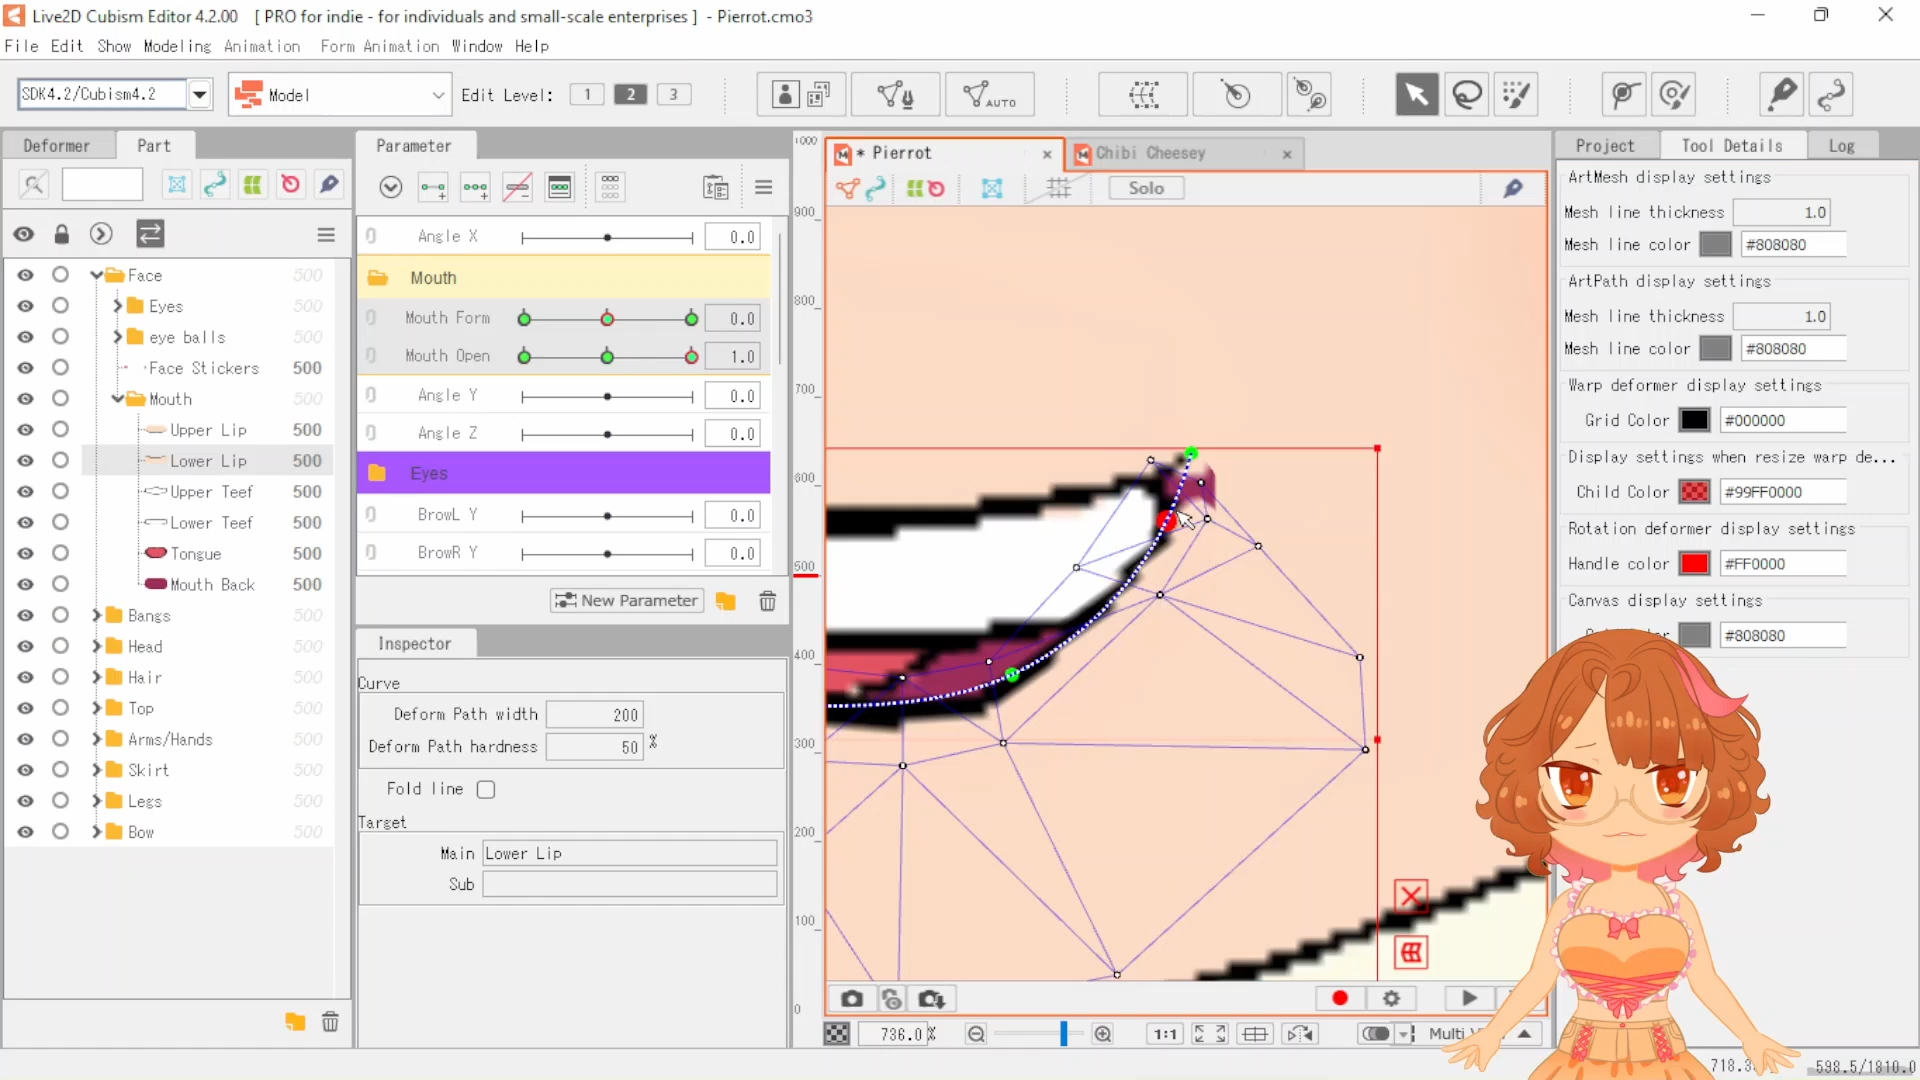 Live2D Cubism Editor 4.2.00 [ PRO for indie - for individuals and small-scale enterprises ] - Pierrot.cmo3
File Edit Show Modeling Animation Form Animation Window Help
SDK4.2/Cubism4.2 Model Edit Level: 1 2 3 AUTO
Deformer Part
Face 500
Eyes 500
eye balls 500
Face Stickers 500
Mouth 500
Upper Lip 500
Lower Lip 500
Upper Teef 500
Lower Teef 500
Tongue 500
Mouth Back 500
Bangs 500
Head 500
Hair 500
Top 500
Arms/Hands 500
Skirt 500
Legs 500
Bow 500
Parameter
Angle X 0.0
Mouth
Mouth Form 0.0
Mouth Open 1.0
Angle Y 0.0
Angle Z 0.0
Eyes
BrowL Y 0.0
BrowR Y 0.0
New Parameter
Inspector
Curve
Deform Path width 200
Deform Path hardness 50 %
Fold line
Target
Main Lower Lip
Sub
* Pierrot
Chibi Cheesey
Solo
1000
900
800
700
600
500
400
300
200
100
0
736.0 % 1:1 Multi V
Project Tool Details Log
ArtMesh display settings
Mesh line thickness 1.0
Mesh line color #808080
ArtPath display settings
Mesh line thickness 1.0
Mesh line color #808080
Warp deformer display settings
Grid Color #000000
Display settings when resize warp de...
Child Color #99FF0000
Rotation deformer display settings
Handle color #FF0000
Canvas display settings
#808080
598.5/1810.0